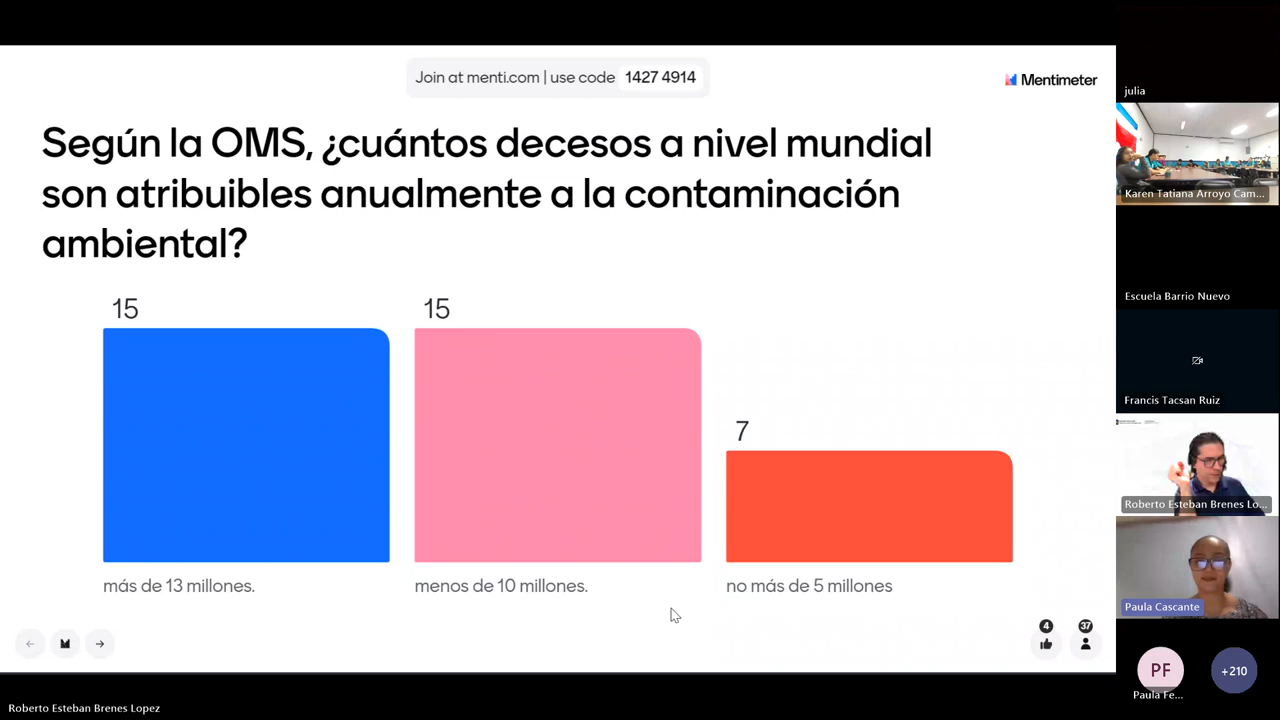 Join at menti.com | use code 1427 4914
Mentimeter
Según la OMS, ¿cuántos decesos a nivel mundial
son atribuibles anualmente a la contaminación
ambiental?
15
15
7
más de 13 millones.
menos de 10 millones.
no más de 5 millones
4
37
julia
Karen Tatiana Arroyo Cam...
Escuela Barrio Nuevo
Francis Tacsan Ruiz
Roberto Esteban Brenes Lo...
Paula Cascante
PF
Paula Fe...
+210
Roberto Esteban Brenes Lopez